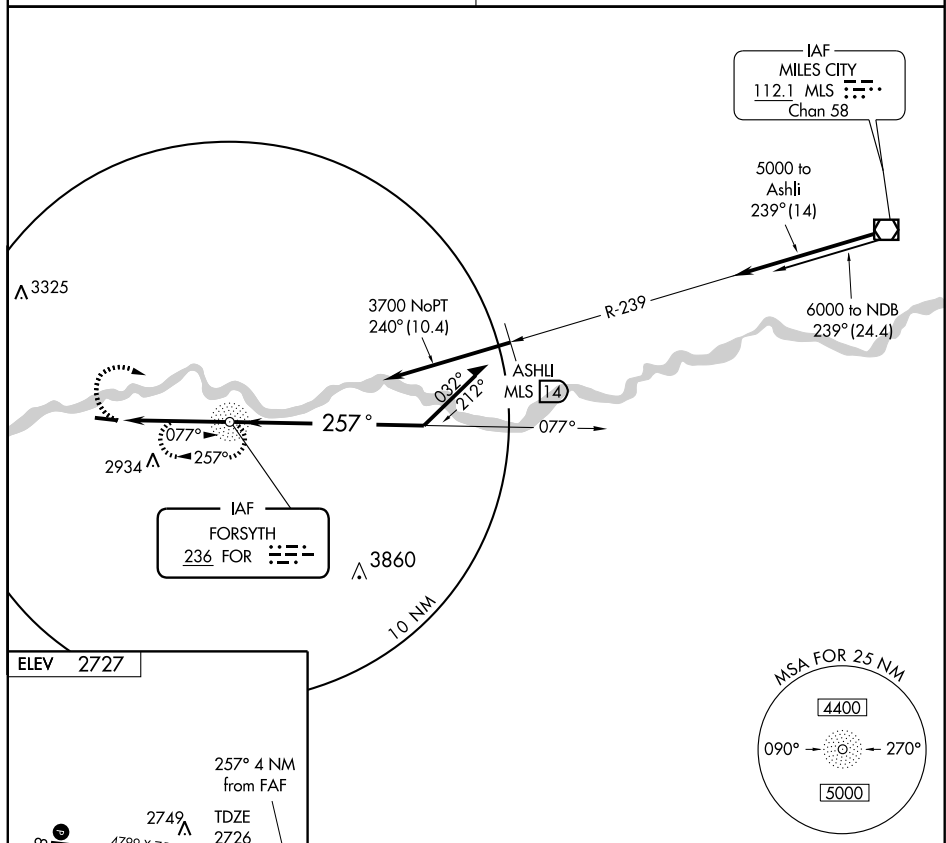 IAF
MILES CITY
112.1 MLS
Chan 58
5000 to
Ashli
239° (14)
6000 to NDB
239° (24.4)
R-239
3700 NoPT
240° (10.4)
ASHLI
MLS 14
032°
212°
3325
257°
077°
077°
257°
2934
IAF
FORSYTH
236 FOR
3860
10 NM
MSA FOR 25 NM
4400
090°
270°
5000
ELEV 2727
257° 4 NM
from FAF
2749
TDZE
2726
P